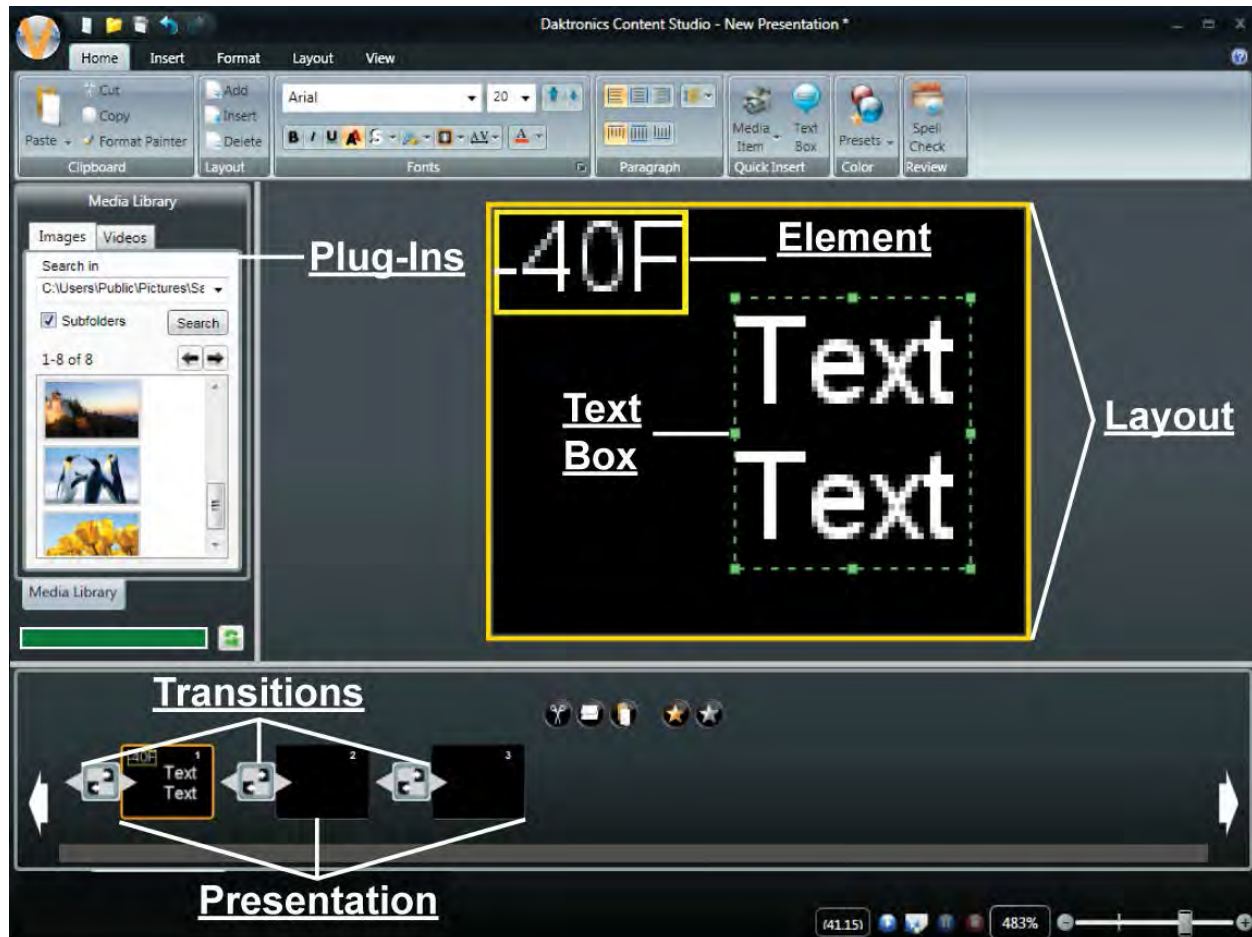 Daktronics Content Studio - New Presentation *
Home Insert Format Layout View
Cut
Copy
Paste
Format Painter
Clipboard
Add
Insert
Delete
Layout
Arial 20
B I U A S AV A
Fonts
Paragraph
Media Item
Text Box
Quick Insert
Presets
Color
Spell Check
Review
Media Library
Images Videos
Search in
C:\Users\Public\Pictures\Sa
Subfolders
Search
1-8 of 8
Media Library
Plug-Ins
-40F
Element
Text
Text
Text
Box
Layout
Transitions
-40F 1
Text
Text
2
3
Presentation
(41,15) 483%